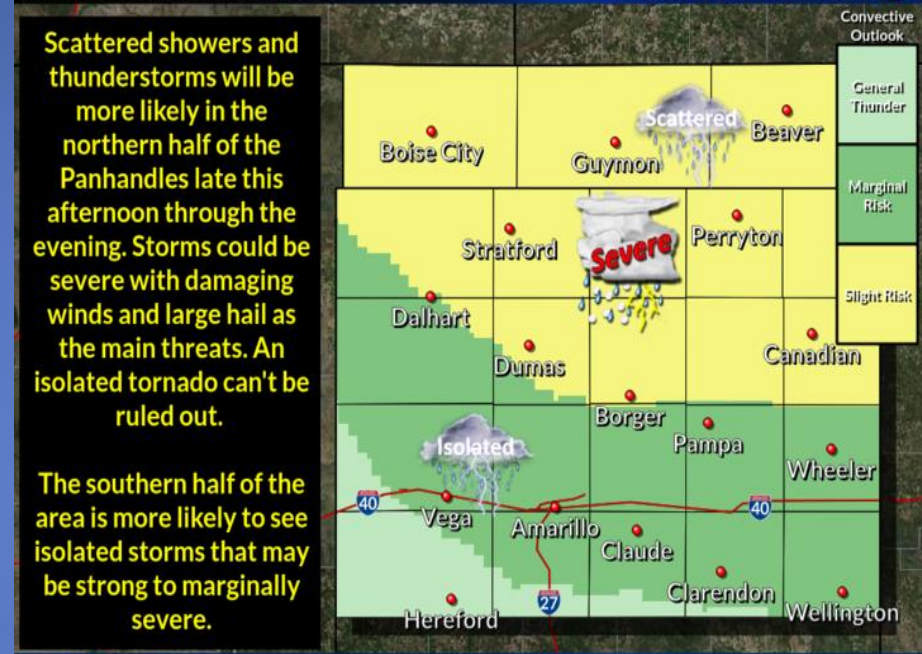 Scattered showers and
thunderstorms will be
more likely in the
northern half of the
Panhandles late this
afternoon through the
evening. Storms could be
severe with damaging
winds and large hail as
the main threats. An
isolated tornado can't be
ruled out.
The southern half of the
area is more likely to see
isolated storms that may
be strong to marginally
severe.
Convective
Outlook
General
Thunder
Marginal
Risk
Slight Risk
Scattered
Boise City
Guymon
Beaver
Stratford
Severe
Perryton
Dalhart
Dumas
Canadian
Borger
Pampa
Isolated
Wheeler
40
Vega
Amarillo
40
Claude
Clarendon
27
Hereford
Wellington